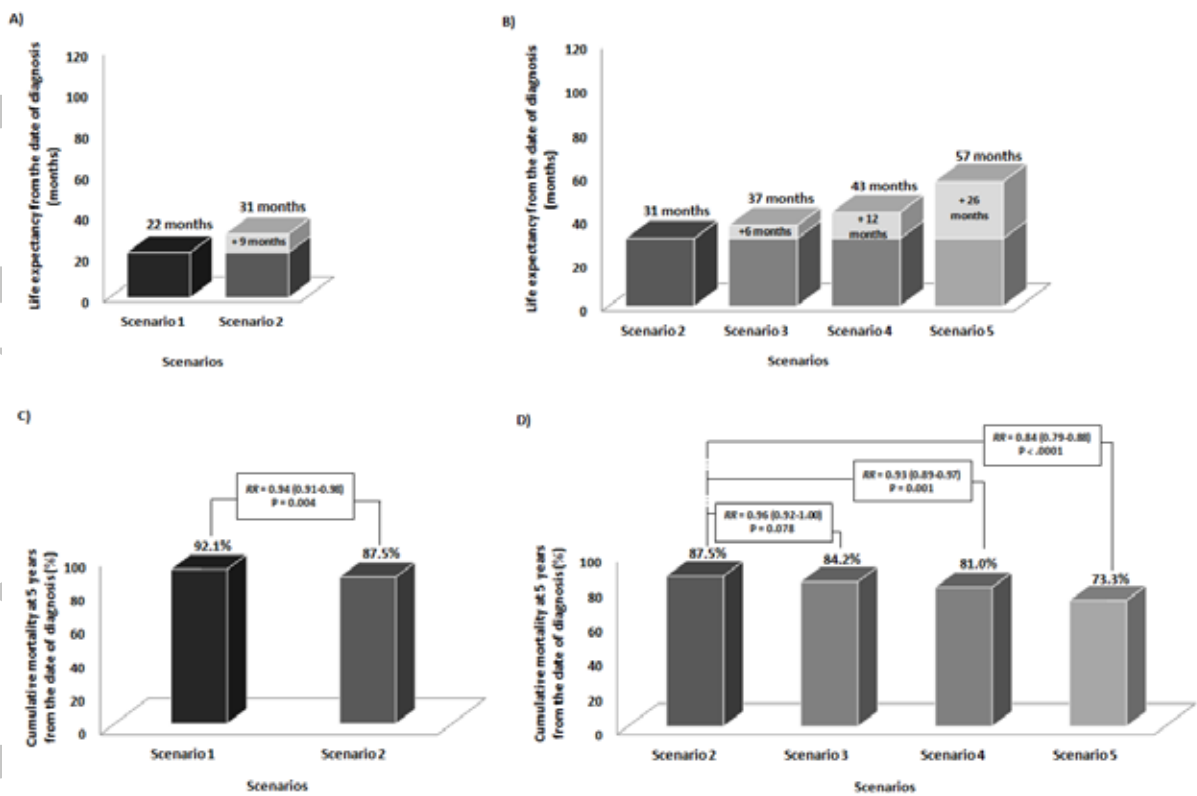 A)
Life expectancy from the date of diagnosis
(months)
120
100
80
60
40
20
0
22 months
31 months
+ 9 months
Scenario 1
Scenario 2
Scenarios
B)
Life expectancy from the date of diagnosis
(months)
120
100
80
60
40
20
0
31 months
37 months
43 months
57 months
+6 months
+ 12
months
+ 26
months
Scenario 2
Scenario 3
Scenario 4
Scenario 5
Scenarios
C)
Cumulative mortality at 5 years
from the date of diagnosis (%)
100
80
60
40
20
0
RR = 0.94 (0.91-0.98)
P = 0.004
92.1%
87.5%
Scenario 1
Scenario 2
Scenarios
D)
Cumulative mortality at 5 years
from the date of diagnosis (%)
100
80
60
40
20
0
RR = 0.84 (0.79-0.88)
P < .0001
RR = 0.93 (0.89-0.97)
P = 0.001
RR = 0.96 (0.92-1.00)
P = 0.078
87.5%
84.2%
81.0%
73.3%
Scenario 2
Scenario 3
Scenario 4
Scenario 5
Scenarios